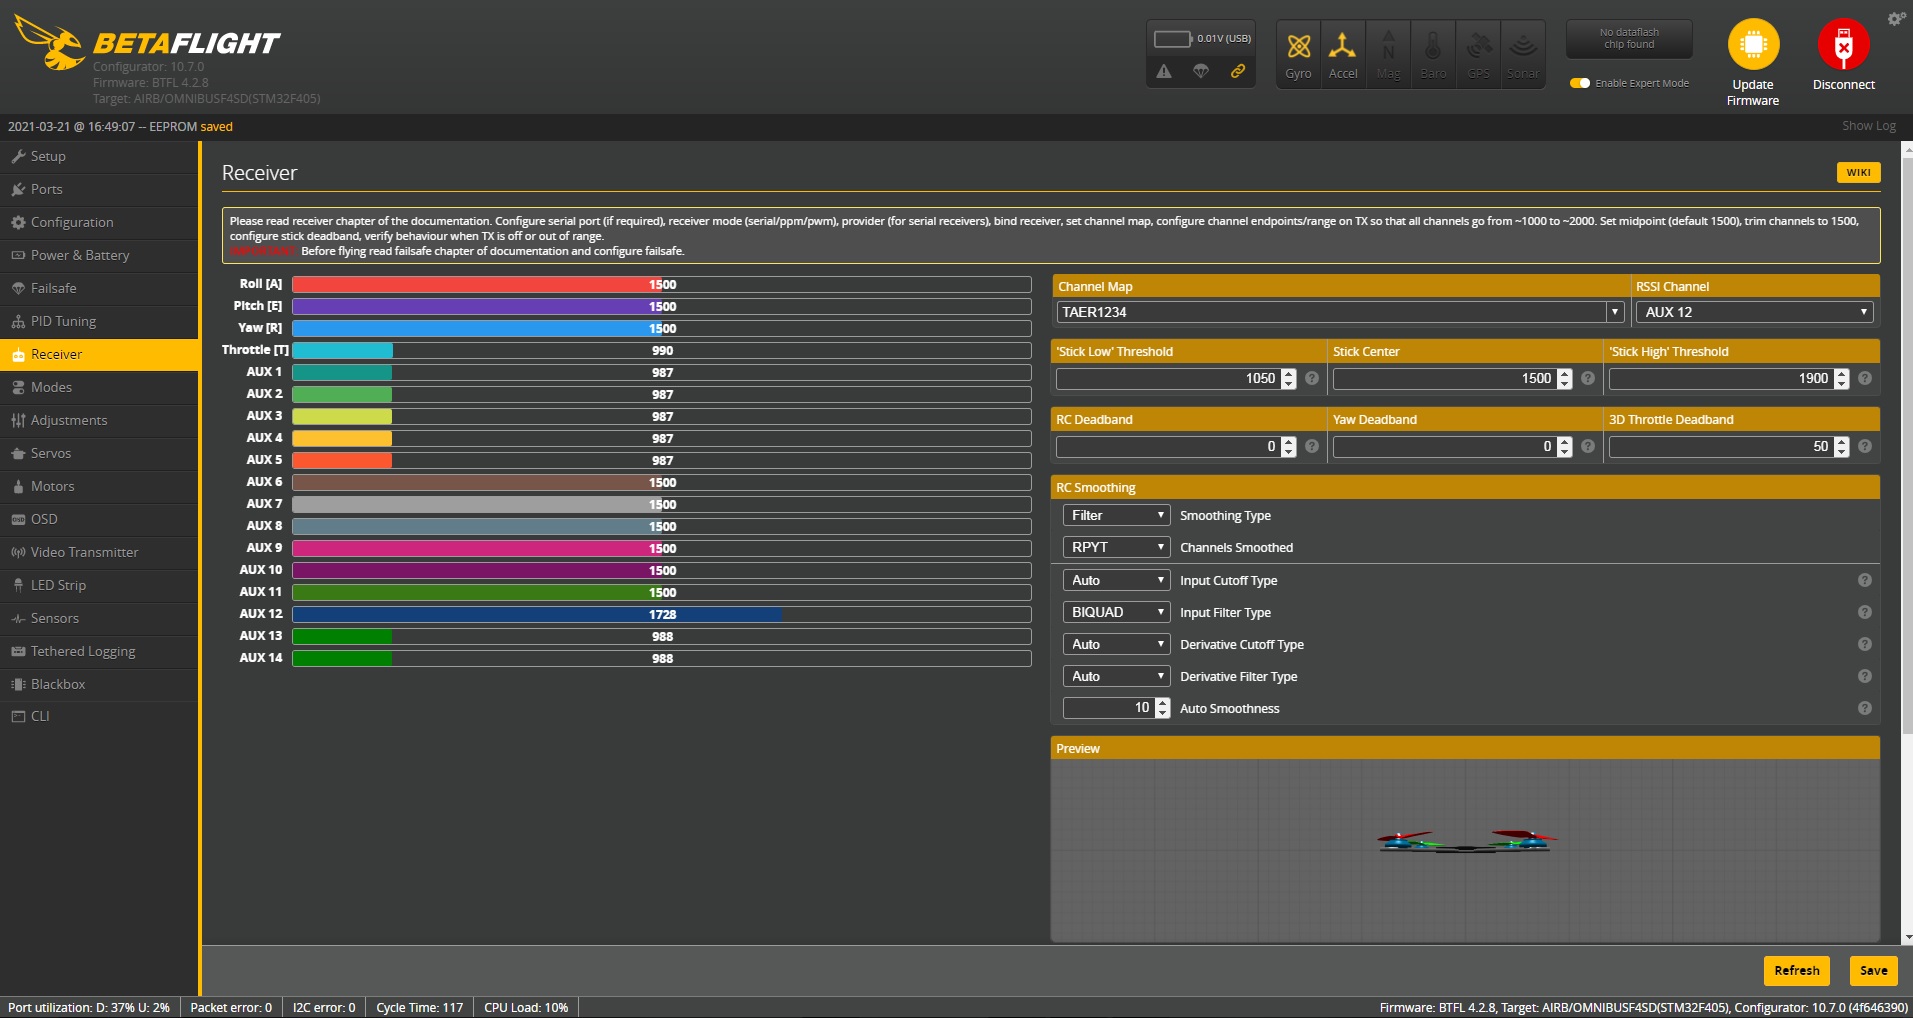 BETAFLIGHT
Configurator: 10.7.0
Firmware: BTFL 4.2.8
Target: AIRB/OMNIBUSF4SD(STM32F405)
0.01V (USB)
Gyro
Accel
Mag
Baro
GPS
Sonar
No dataflash
chip found
Enable Expert Mode
Update
Firmware
Disconnect
2021-03-21 @ 16:49:07 -- EEPROM saved
Show Log
Setup
Ports
Configuration
Power & Battery
Failsafe
PID Tuning
Receiver
Modes
Adjustments
Servos
Motors
OSD
Video Transmitter
LED Strip
Sensors
Tethered Logging
Blackbox
CLI
Receiver
WIKI
Please read receiver chapter of the documentation. Configure serial port (if required), receiver mode (serial/ppm/pwm), provider (for serial receivers), bind receiver, set channel map, configure channel endpoints/range on TX so that all channels go from ~1000 to ~2000. Set midpoint (default 1500), trim channels to 1500,
configure stick deadband, verify behaviour when TX is off or out of range.
IMPORTANT: Before flying read failsafe chapter of documentation and configure failsafe.
Roll [A] 1500
Pitch [E] 1500
Yaw [R] 1500
Throttle [T] 990
AUX 1 987
AUX 2 987
AUX 3 987
AUX 4 987
AUX 5 987
AUX 6 1500
AUX 7 1500
AUX 8 1500
AUX 9 1500
AUX 10 1500
AUX 11 1500
AUX 12 1728
AUX 13 988
AUX 14 988
Channel Map RSSI Channel
TAER1234 AUX 12
'Stick Low' Threshold Stick Center 'Stick High' Threshold
1050 1500 1900
RC Deadband Yaw Deadband 3D Throttle Deadband
0 0 50
RC Smoothing
Filter Smoothing Type
RPYT Channels Smoothed
Auto Input Cutoff Type
BIQUAD Input Filter Type
Auto Derivative Cutoff Type
Auto Derivative Filter Type
10 Auto Smoothness
Preview
Refresh
Save
Port utilization: D: 37% U: 2% Packet error: 0 I2C error: 0 Cycle Time: 117 CPU Load: 10% Firmware: BTFL 4.2.8, Target: AIRB/OMNIBUSF4SD(STM32F405), Configurator: 10.7.0 (4f646390)